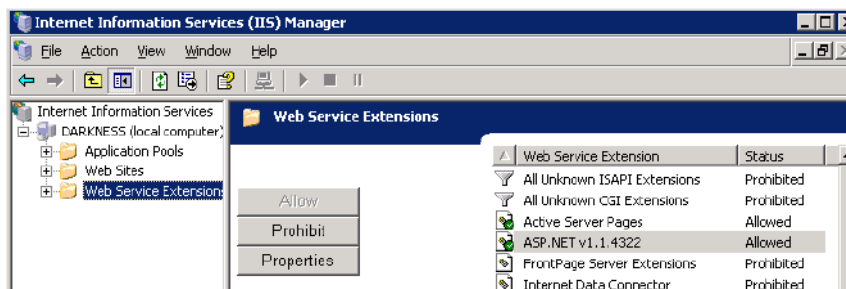 Internet Information Services (IIS) Manager
File Action View Window Help
Internet Information Services
DARKNESS (local computer)
Application Pools
Web Sites
Web Service Extensions
Web Service Extensions
Allow
Prohibit
Properties
Web Service Extension Status
All Unknown ISAPI Extensions Prohibited
All Unknown CGI Extensions Prohibited
Active Server Pages Allowed
ASP.NET v1.1.4322 Allowed
FrontPage Server Extensions Prohibited
Internet Data Connector Prohibited